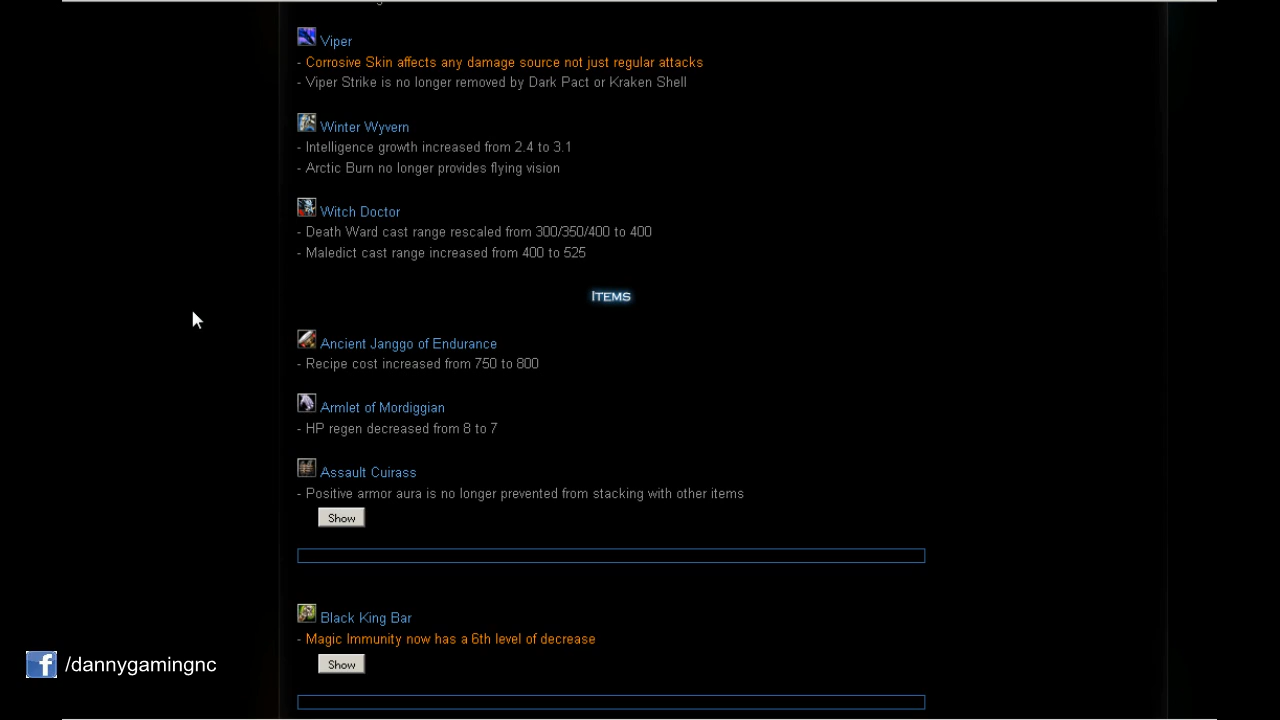 Viper
- Corrosive Skin affects any damage source not just regular attacks
- Viper Strike is no longer removed by Dark Pact or Kraken Shell
Winter Wyvern
- Intelligence growth increased from 2.4 to 3.1
- Arctic Burn no longer provides flying vision
Witch Doctor
- Death Ward cast range rescaled from 300/350/400 to 400
- Maledict cast range increased from 400 to 525
Items
Ancient Janggo of Endurance
- Recipe cost increased from 750 to 800
Armlet of Mordiggian
- HP regen decreased from 8 to 7
Assault Cuirass
- Positive armor aura is no longer prevented from stacking with other items
Show
Black King Bar
- Magic Immunity now has a 6th level of decrease
Show
f /dannygamingnc